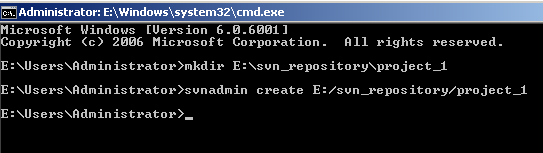 Administrator: E:\Windows\system32\cmd.exe
Microsoft Windows [Version 6.0.6001]
Copyright (c) 2006 Microsoft Corporation.  All rights reserved.
E:\Users\Administrator>mkdir E:\svn_repository\project_1
E:\Users\Administrator>svnadmin create E:/svn_repository/project_1
E:\Users\Administrator>_